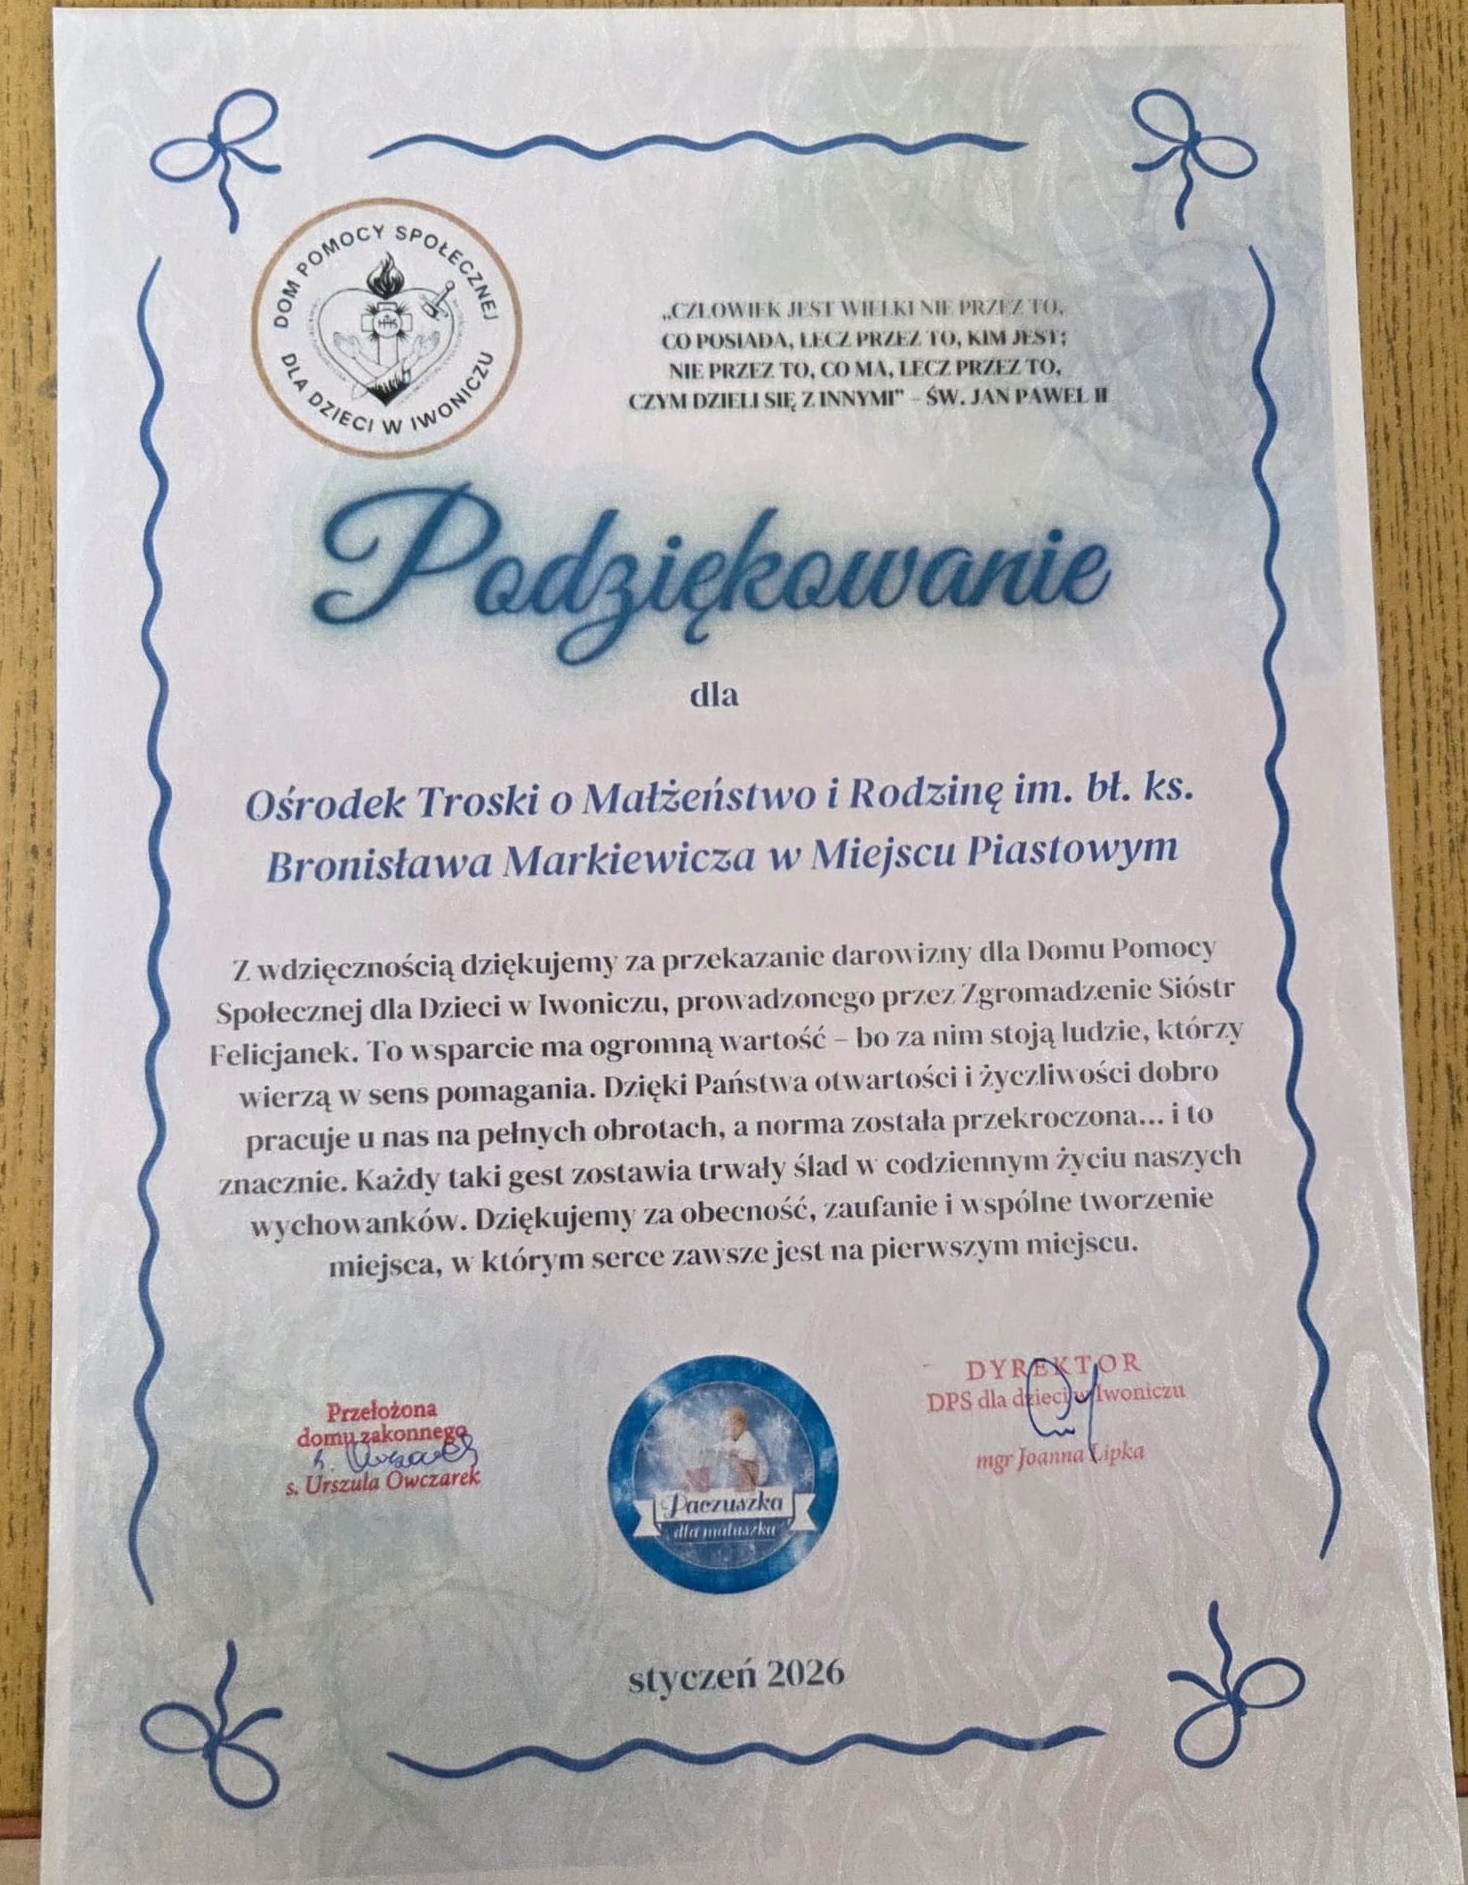 DOM POMOCY SPOŁECZNEJ
DLA DZIECI W IWONICZU
IHS
„CZŁOWIEK JEST WIELKI NIE PRZEZ TO,
CO POSIADA, LECZ PRZEZ TO, KIM JEST;
NIE PRZEZ TO, CO MA, LECZ PRZEZ TO,
CZYM DZIELI SIĘ Z INNYMI” – ŚW. JAN PAWEŁ II
Podziękowanie
dla
Ośrodek Troski o Małżeństwo i Rodzinę im. bł. ks.
Bronisława Markiewicza w Miejscu Piastowym
Z wdzięcznością dziękujemy za przekazanie darowizny dla Domu Pomocy
Społecznej dla Dzieci w Iwoniczu, prowadzonego przez Zgromadzenie Sióstr
Felicjanek. To wsparcie ma ogromną wartość – bo za nim stoją ludzie, którzy
wierzą w sens pomagania. Dzięki Państwa otwartości i życzliwości dobro
pracuje u nas na pełnych obrotach, a norma została przekroczona... i to
znacznie. Każdy taki gest zostawia trwały ślad w codziennym życiu naszych
wychowanków. Dziękujemy za obecność, zaufanie i wspólne tworzenie
miejsca, w którym serce zawsze jest na pierwszym miejscu.
Przełożona
domu zakonnego
s. Urszula Owczarek
DYREKTOR
DPS dla dzieci w Iwoniczu
mgr Joanna Lipka
Paczuszka
dla maluszka
styczeń 2026